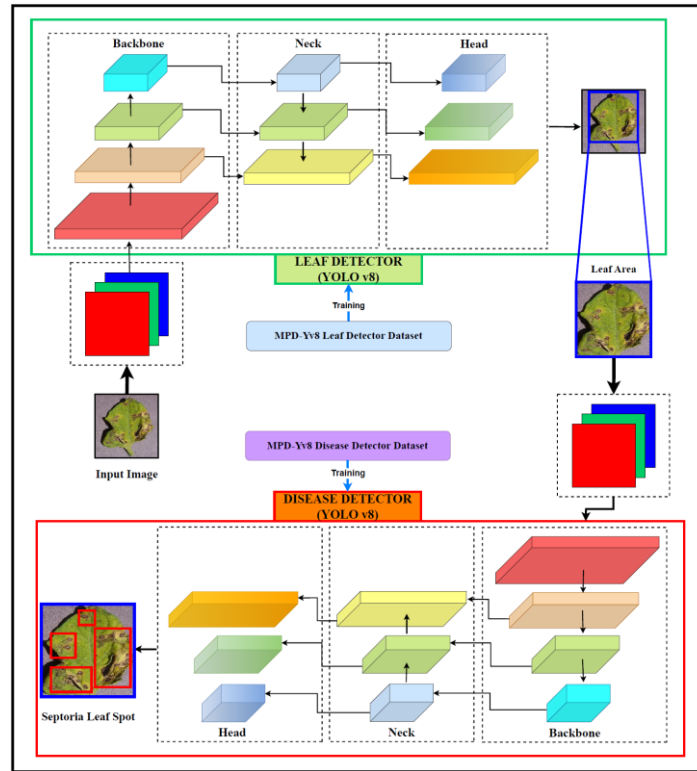 Backbone
Neck
Head
LEAF DETECTOR
(YOLO v8)
Leaf Area
Training
MPD-Yv8 Leaf Detector Dataset
Input Image
MPD-Yv8 Disease Detector Dataset
Training
DISEASE DETECTOR
(YOLO v8)
Septoria Leaf Spot
Head
Neck
Backbone